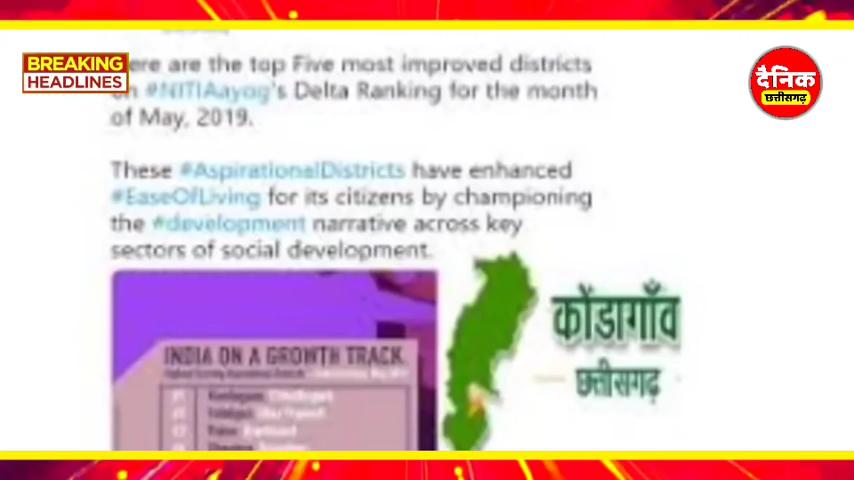 BREAKING
HEADLINES
दैनिक
छत्तीसगढ़
ere are the top Five most improved districts
on #NITIAayog's Delta Ranking for the month
of May, 2019.
These #AspirationalDistricts have enhanced
#EaseOfLiving for its citizens by championing
the #development narrative across key
sectors of social development.
INDIA ON A GROWTH TRACK
कोंडागाँव
छत्तीसगढ़